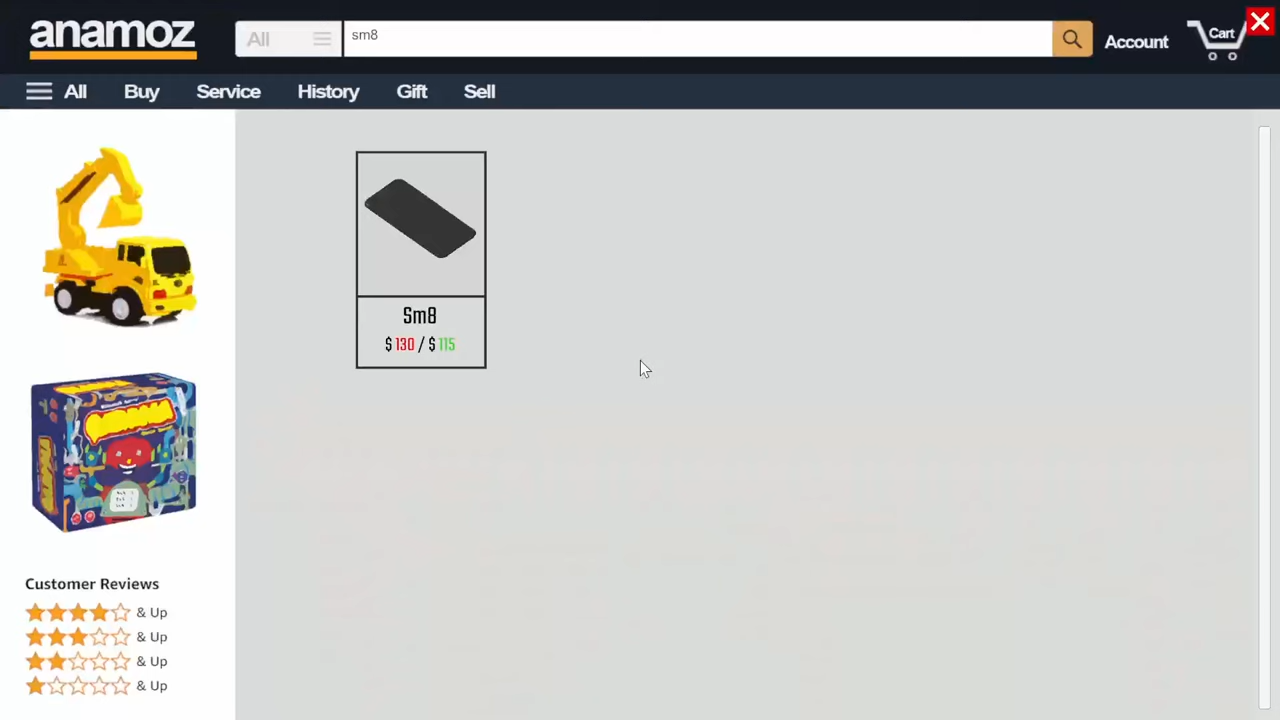 anamoz
All
sm8
Account
Cart
All
Buy
Service
History
Gift
Sell
Sm8
$ 130 / $ 115
Customer Reviews
& Up
& Up
& Up
& Up